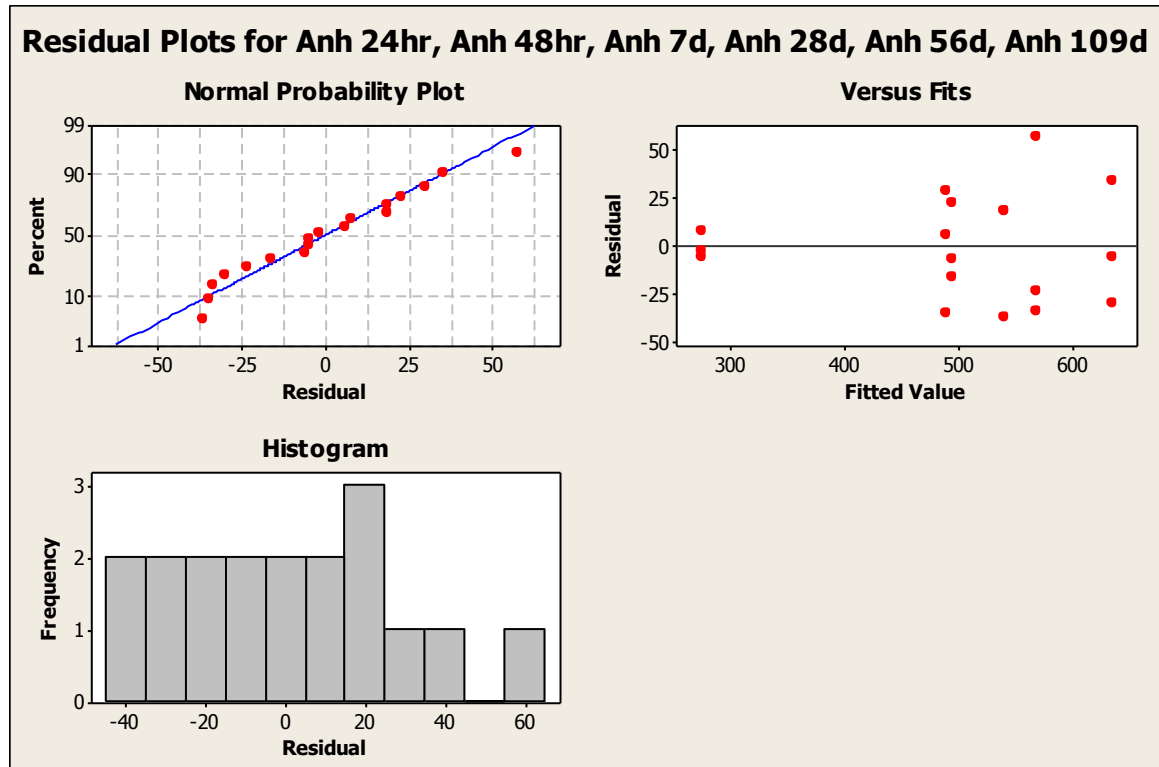 Residual Plots for Anh 24hr, Anh 48hr, Anh 7d, Anh 28d, Anh 56d, Anh 109d
Normal Probability Plot
99
90
50
10
1
Percent
-50 -25 0 25 50
Residual
Versus Fits
50
25
0
-25
-50
Residual
300 400 500 600
Fitted Value
Histogram
3
2
1
0
Frequency
-40 -20 0 20 40 60
Residual